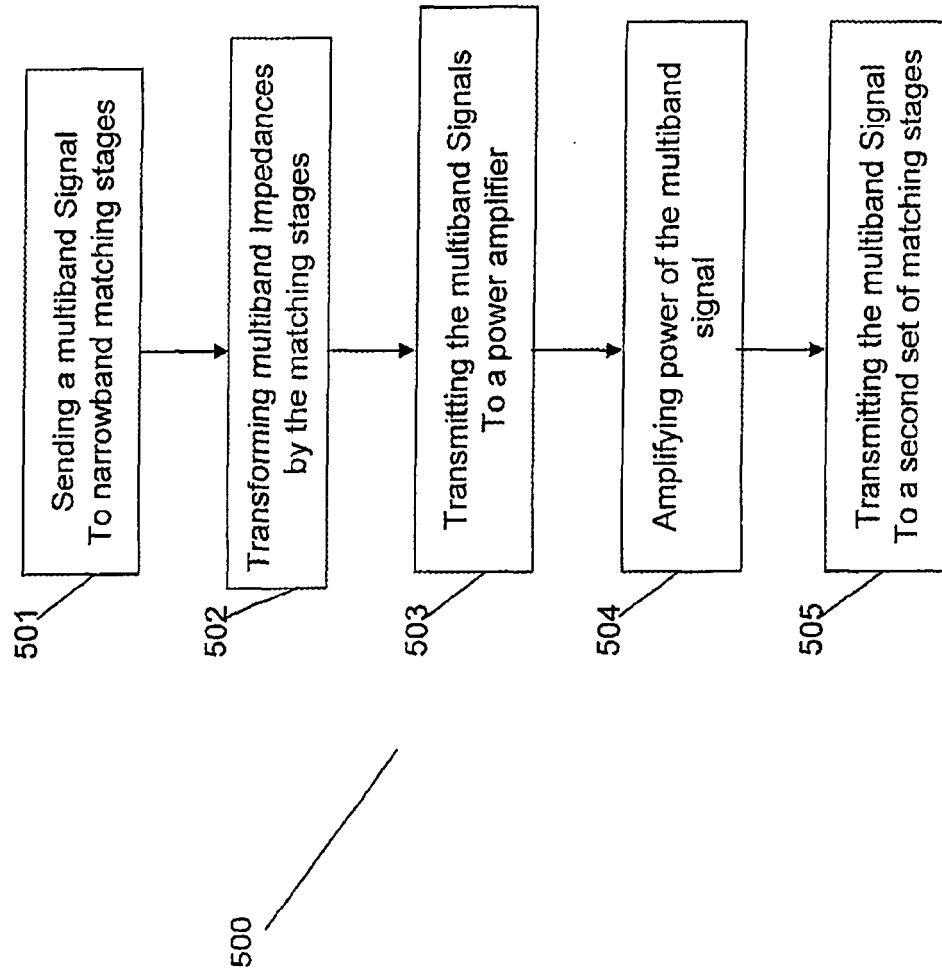 500
501
Sending a multiband Signal
To narrowband matching stages
502
Transforming multiband Impedances
by the matching stages
503
Transmitting the multiband Signals
To a power amplifier
504
Amplifying power of the multiband
signal
505
Transmitting the multiband Signal
To a second set of matching stages